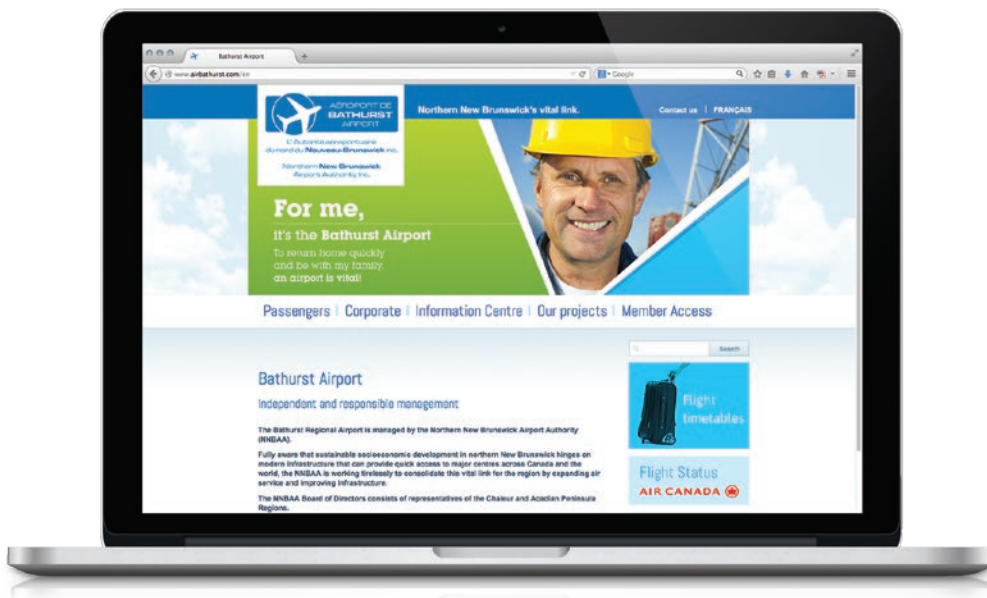 Bathurst Airport
www.airbathurst.com/en
Google
AÉROPORT DE
BATHURST
AIRPORT
L'Autorité aéroportuaire
du nord du Nouveau-Brunswick inc.
Northern New Brunswick
Airport Authority Inc.
Northern New Brunswick's vital link.
Contact us | FRANÇAIS
For me,
it's the Bathurst Airport
To return home quickly
and be with my family,
an airport is vital!
Passengers | Corporate | Information Centre | Our projects | Member Access
Search
Bathurst Airport
Independent and responsible management
The Bathurst Regional Airport is managed by the Northern New Brunswick Airport Authority
(NNBAA).
Fully aware that sustainable socioeconomic development in northern New Brunswick hinges on
modern infrastructure that can provide quick access to major centres across Canada and the
world, the NNBAA is working tirelessly to consolidate this vital link for the region by expanding air
service and improving infrastructure.
The NNBAA Board of Directors consists of representatives of the Chaleur and Acadian Peninsula
Regions.
Flight
timetables
Flight Status
AIR CANADA